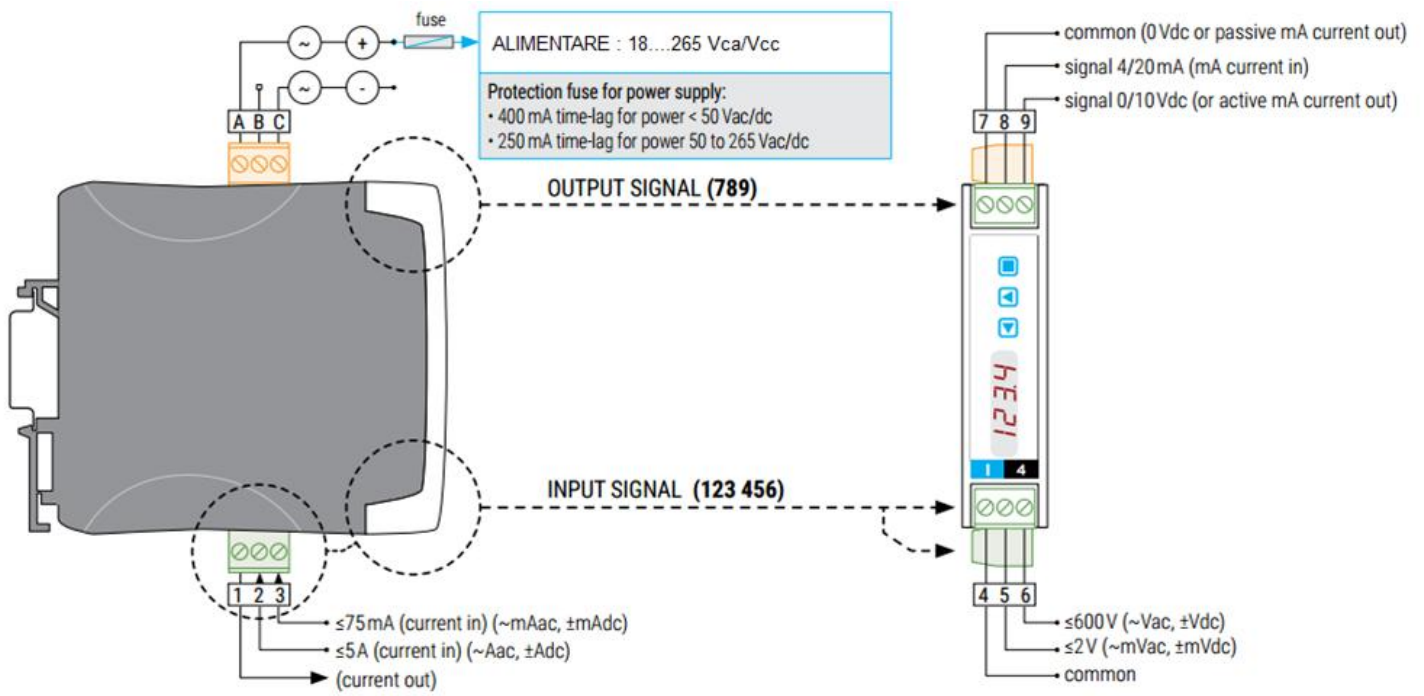 fuse
~ +
~ -
A B C
ALIMENTARE : 18....265 Vca/Vcc
Protection fuse for power supply:
• 400 mA time-lag for power < 50 Vac/dc
• 250 mA time-lag for power 50 to 265 Vac/dc
common (0 Vdc or passive mA current out)
signal 4/20 mA (mA current in)
signal 0/10 Vdc (or active mA current out)
7 8 9
OUTPUT SIGNAL (789)
1234
1 4
INPUT SIGNAL (123 456)
1 2 3
≤75 mA (current in) (~mAac, ±mAdc)
≤5 A (current in) (~Aac, ±Adc)
(current out)
4 5 6
≤600 V (~Vac, ±Vdc)
≤2 V (~mVac, ±mVdc)
common